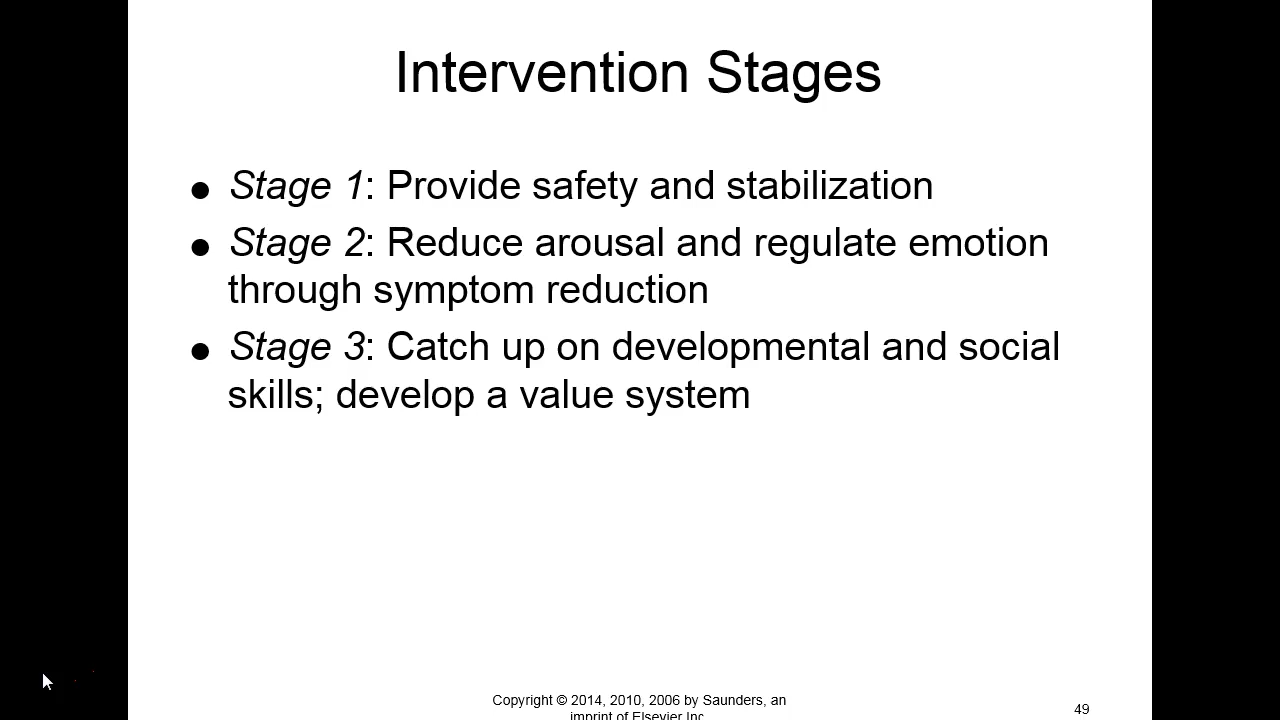 Intervention Stages
● Stage 1: Provide safety and stabilization
● Stage 2: Reduce arousal and regulate emotion
through symptom reduction
● Stage 3: Catch up on developmental and social
skills; develop a value system
Copyright © 2014, 2010, 2006 by Saunders, an
imprint of Elsevier Inc
49